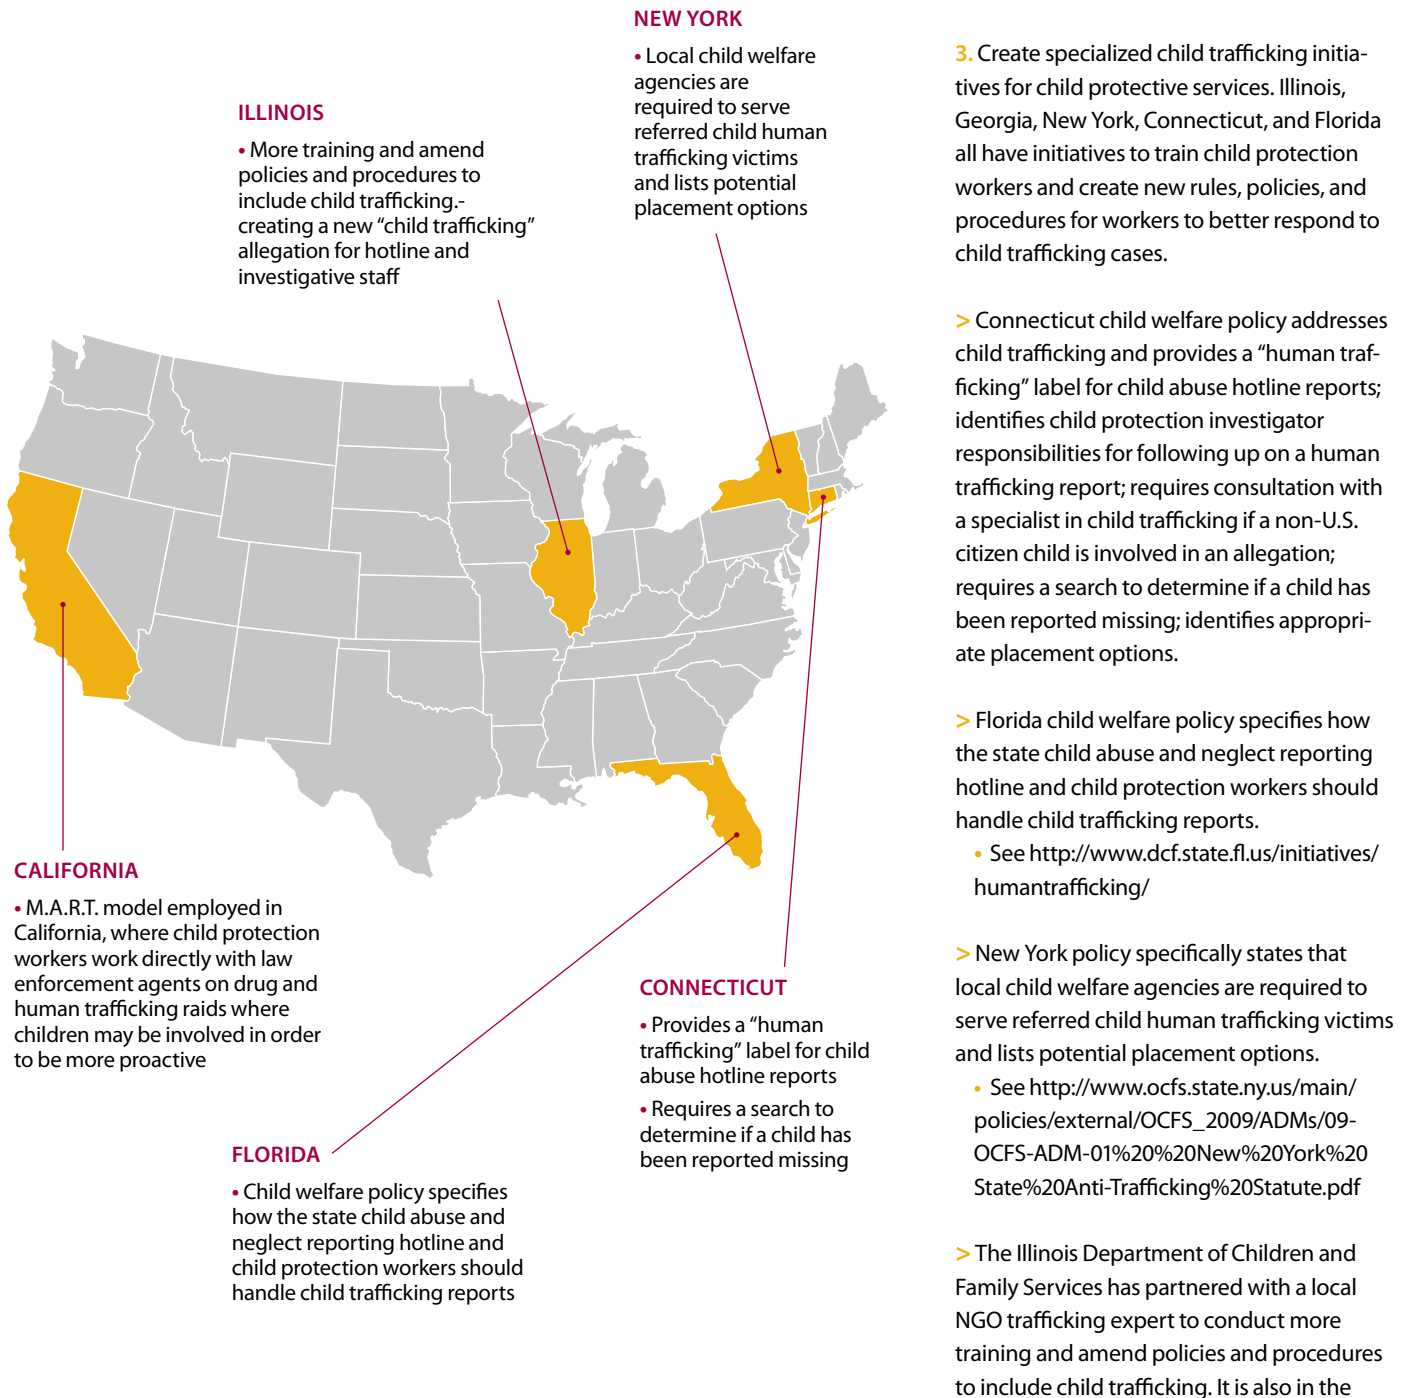 NEW YORK
• Local child welfare
agencies are
required to serve
referred child human
trafficking victims
and lists potential
placement options
ILLINOIS
• More training and amend
policies and procedures to
include child trafficking.-
creating a new “child trafficking”
allegation for hotline and
investigative staff
CALIFORNIA
• M.A.R.T. model employed in
California, where child protection
workers work directly with law
enforcement agents on drug and
human trafficking raids where
children may be involved in order
to be more proactive
FLORIDA
• Child welfare policy specifies
how the state child abuse and
neglect reporting hotline and
child protection workers should
handle child trafficking reports
CONNECTICUT
• Provides a “human
trafficking” label for child
abuse hotline reports
• Requires a search to
determine if a child has
been reported missing
3. Create specialized child trafficking initia-
tives for child protective services. Illinois,
Georgia, New York, Connecticut, and Florida
all have initiatives to train child protection
workers and create new rules, policies, and
procedures for workers to better respond to
child trafficking cases.
> Connecticut child welfare policy addresses
child trafficking and provides a “human traf-
ficking” label for child abuse hotline reports;
identifies child protection investigator
responsibilities for following up on a human
trafficking report; requires consultation with
a specialist in child trafficking if a non-U.S.
citizen child is involved in an allegation;
requires a search to determine if a child has
been reported missing; identifies appropri-
ate placement options.
> Florida child welfare policy specifies how
the state child abuse and neglect reporting
hotline and child protection workers should
handle child trafficking reports.
• See http://www.dcf.state.fl.us/initiatives/
humantrafficking/
> New York policy specifically states that
local child welfare agencies are required to
serve referred child human trafficking victims
and lists potential placement options.
• See http://www.ocfs.state.ny.us/main/
policies/external/OCFS_2009/ADMs/09-
OCFS-ADM-01%20%20New%20York%20
State%20Anti-Trafficking%20Statute.pdf
> The Illinois Department of Children and
Family Services has partnered with a local
NGO trafficking expert to conduct more
training and amend policies and procedures
to include child trafficking. It is also in the